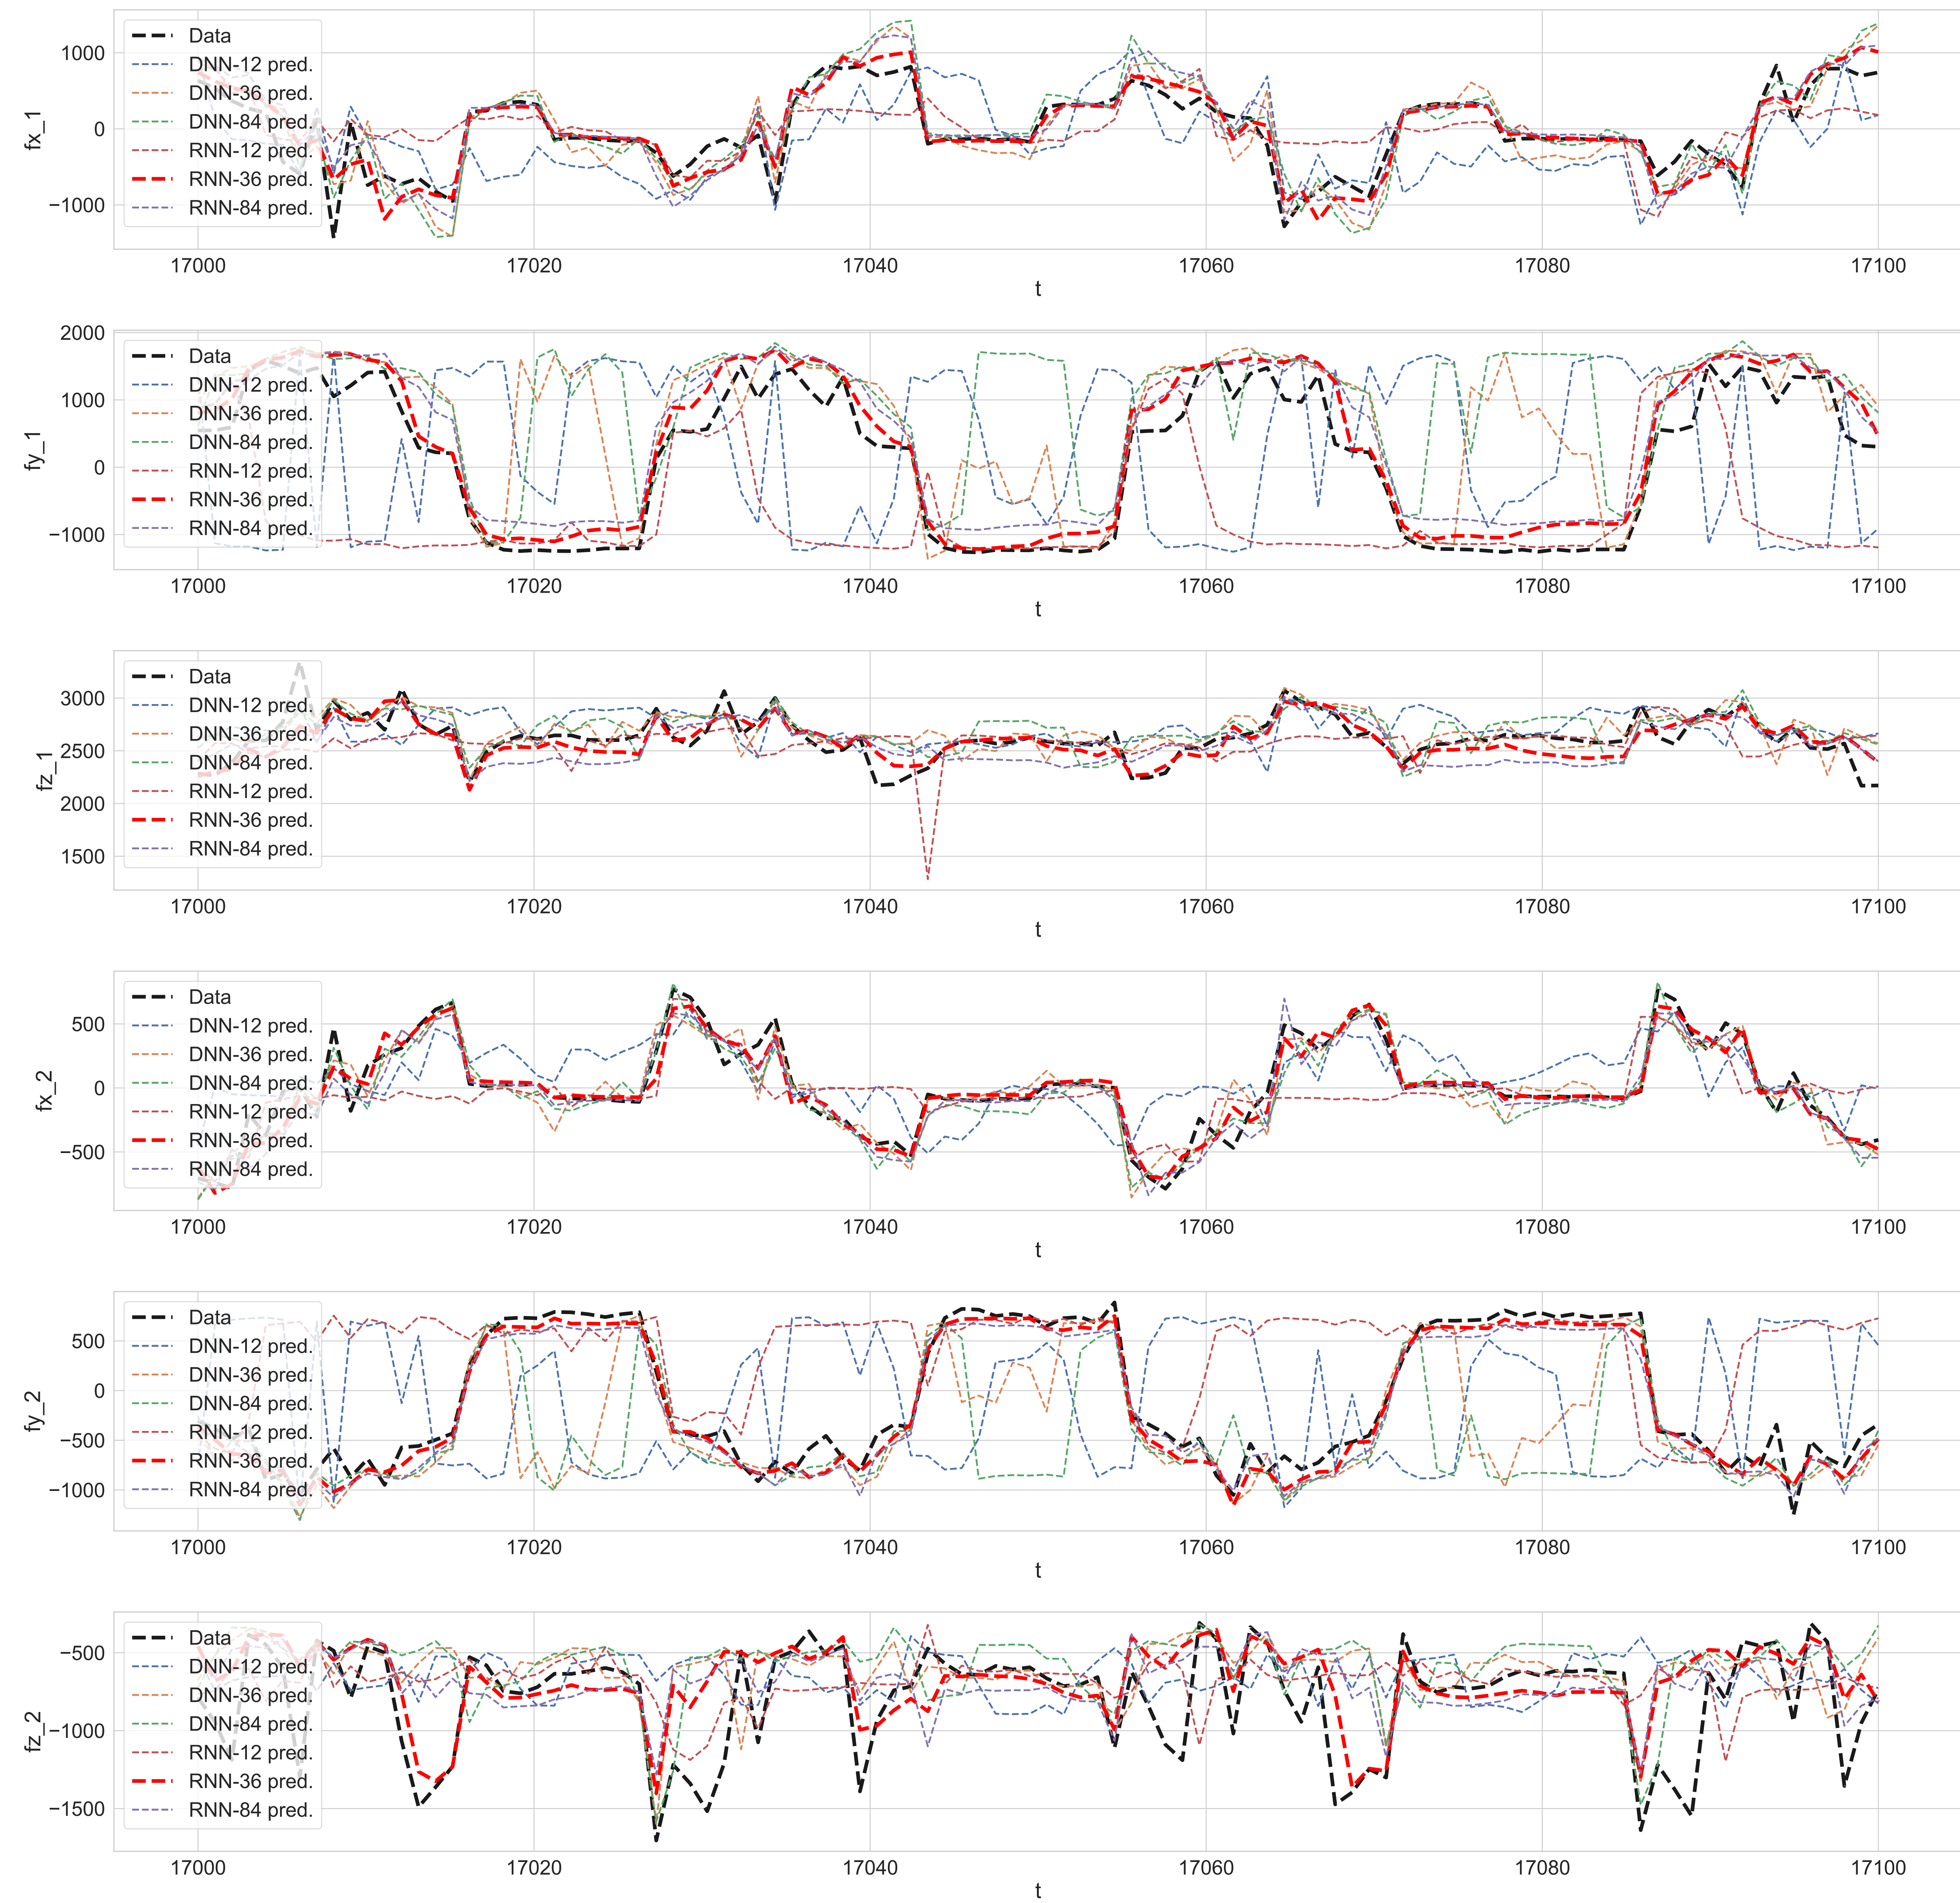 fx_1
1000
0
−1000
Data
DNN-12 pred.
DNN-36 pred.
DNN-84 pred.
RNN-12 pred.
RNN-36 pred.
RNN-84 pred.
17000 17020 17040 17060 17080 17100
t
fy_1
2000
1000
0
−1000
Data
DNN-12 pred.
DNN-36 pred.
DNN-84 pred.
RNN-12 pred.
RNN-36 pred.
RNN-84 pred.
17000 17020 17040 17060 17080 17100
t
fz_1
3000
2500
2000
1500
Data
DNN-12 pred.
DNN-36 pred.
DNN-84 pred.
RNN-12 pred.
RNN-36 pred.
RNN-84 pred.
17000 17020 17040 17060 17080 17100
t
fx_2
500
0
−500
Data
DNN-12 pred.
DNN-36 pred.
DNN-84 pred.
RNN-12 pred.
RNN-36 pred.
RNN-84 pred.
17000 17020 17040 17060 17080 17100
t
fy_2
500
0
−500
−1000
Data
DNN-12 pred.
DNN-36 pred.
DNN-84 pred.
RNN-12 pred.
RNN-36 pred.
RNN-84 pred.
17000 17020 17040 17060 17080 17100
t
fz_2
−500
−1000
−1500
Data
DNN-12 pred.
DNN-36 pred.
DNN-84 pred.
RNN-12 pred.
RNN-36 pred.
RNN-84 pred.
17000 17020 17040 17060 17080 17100
t